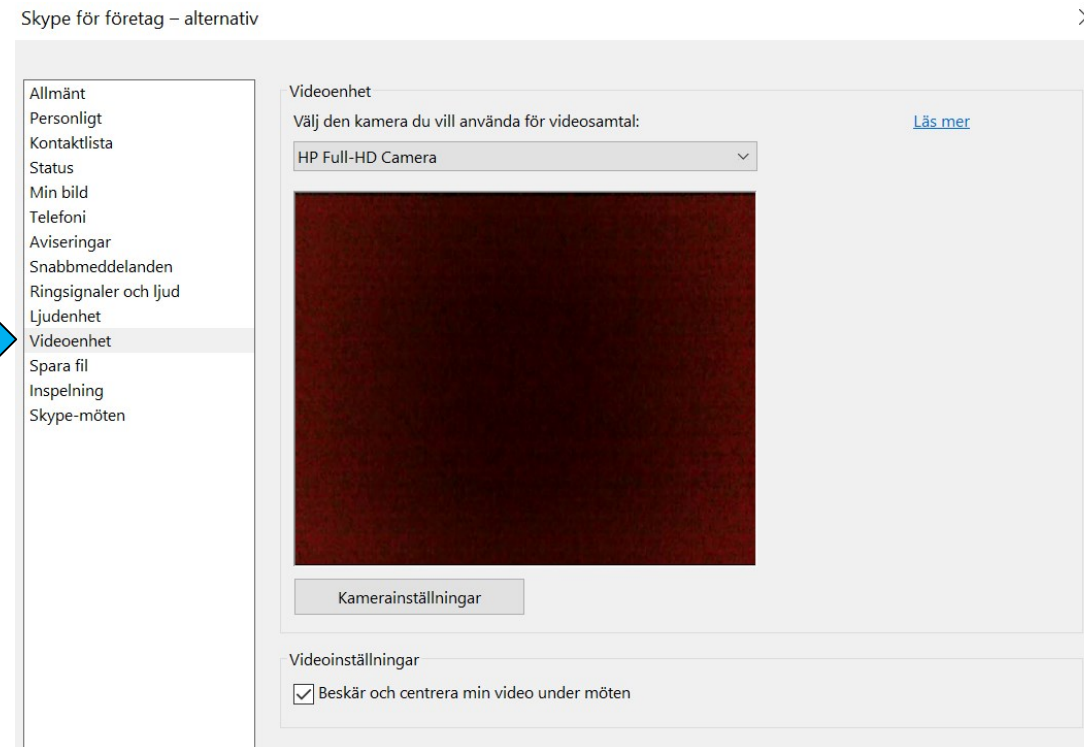 Skype för företag – alternativ
Allmänt
Personligt
Kontaktlista
Status
Min bild
Telefoni
Aviseringar
Snabbmeddelanden
Ringsignaler och ljud
Ljudenhet
Videoenhet
Spara fil
Inspelning
Skype-möten
Videoenhet
Välj den kamera du vill använda för videosamtal:
Läs mer
HP Full-HD Camera
Kamerainställningar
Videoinställningar
Beskär och centrera min video under möten